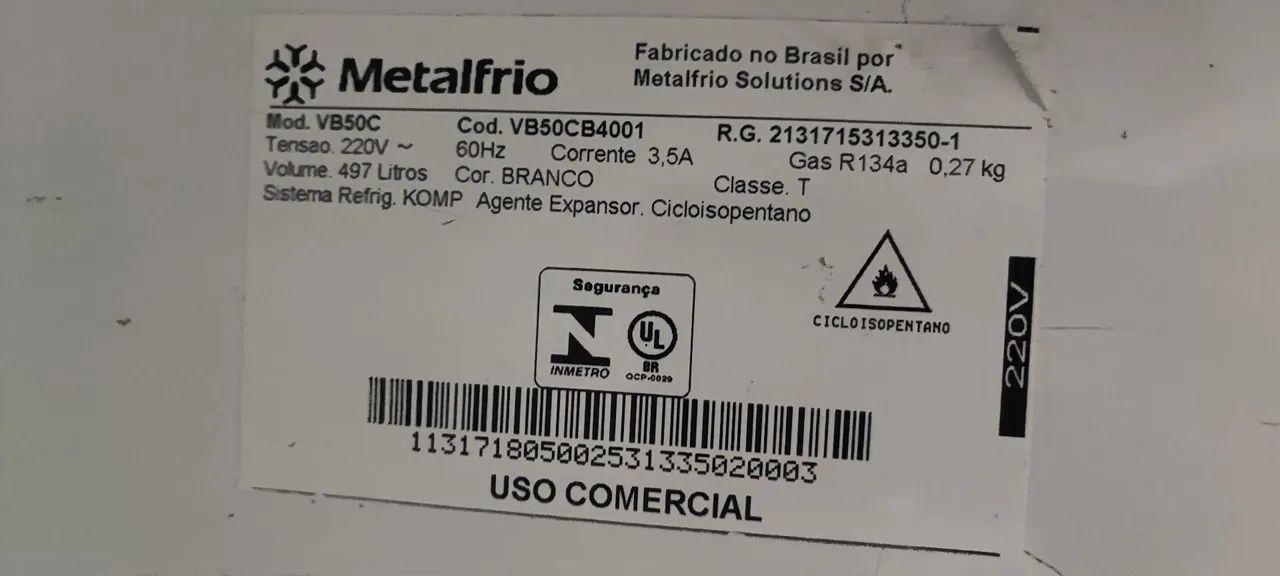 Metalfrio
Fabricado no Brasil por
Metalfrio Solutions S/A.
Mod. VB50C Cod. VB50CB4001 R.G. 2131715313350-1
Tensao. 220V ~ 60Hz Corrente 3,5A Gas R134a 0,27 kg
Volume. 497 Litros Cor. BRANCO Classe. T
Sistema Refrig. KOMP Agente Expansor. Cicloisopentano
Segurança
INMETRO
UL
BR
OCP-0029
CICLOISOPENTANO
220V
113171805002531335020003
USO COMERCIAL